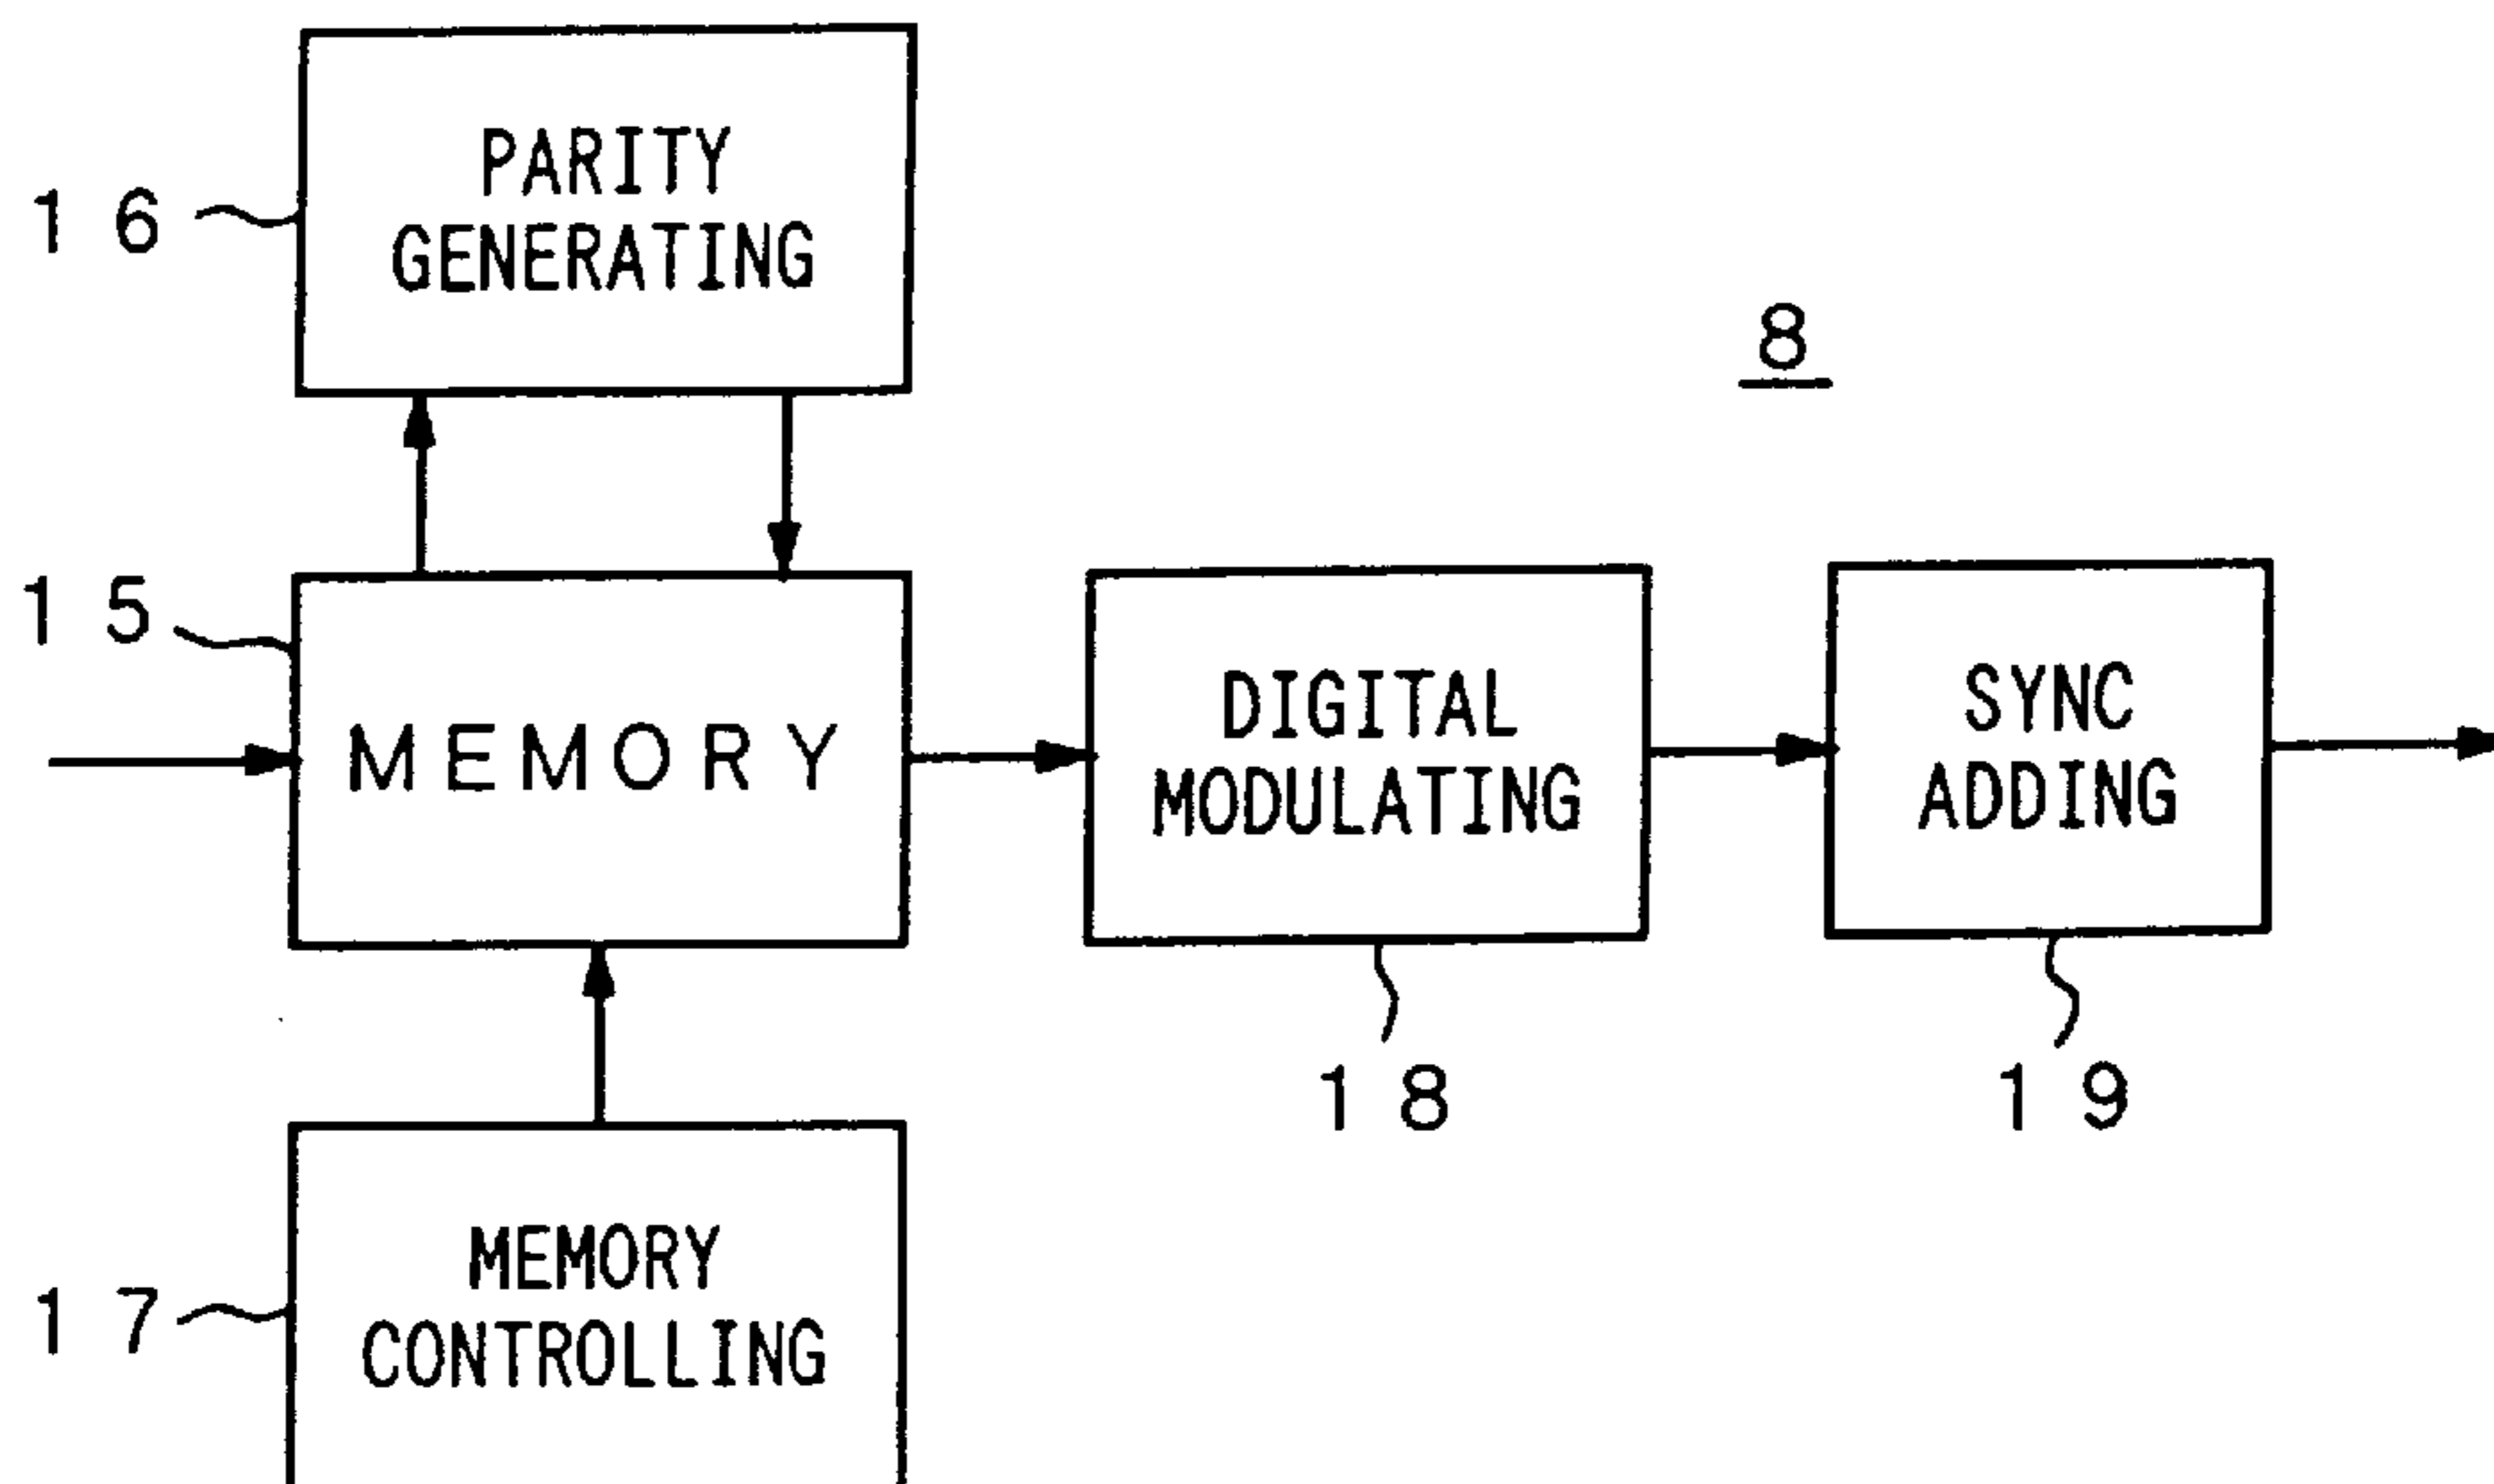 PARITY
GENERATING
16
8
15
MEMORY
DIGITAL
MODULATING
SYNC
ADDING
18
19
MEMORY
CONTROLLING
17